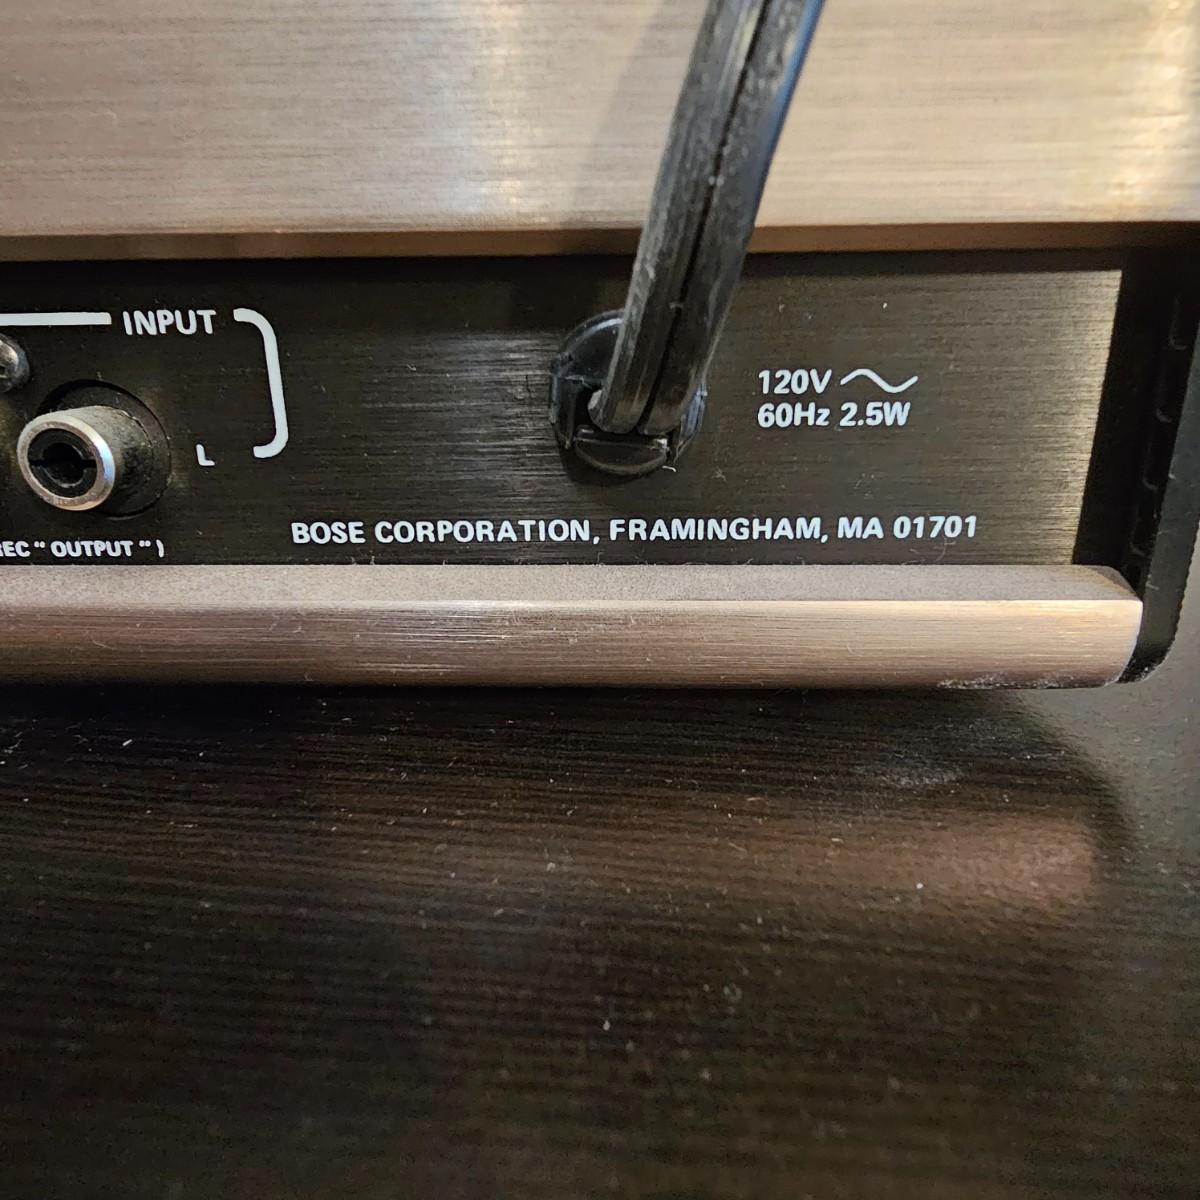 INPUT
L
120V
60Hz 2.5W
BOSE CORPORATION, FRAMINGHAM, MA 01701
"OUTPUT")